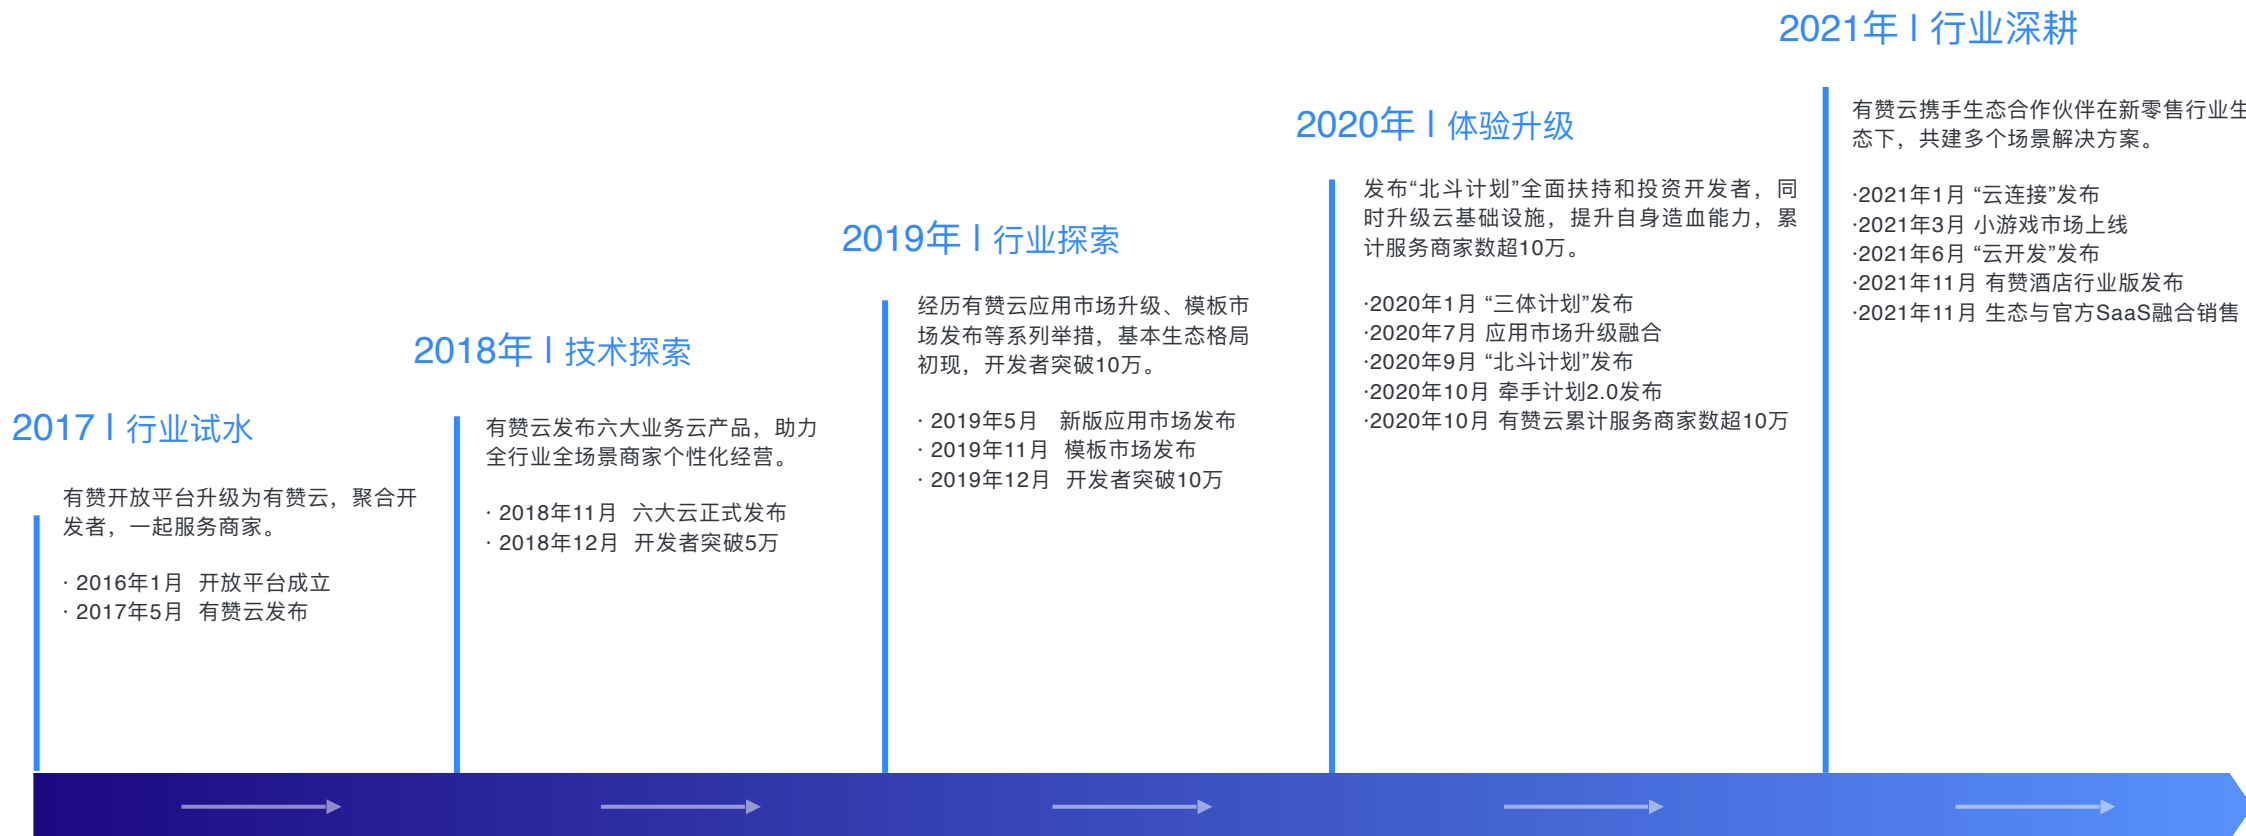 2017 | 行业试水
有赞开放平台升级为有赞云，聚合开
发者，一起服务商家。
· 2016年1月 开放平台成立
· 2017年5月 有赞云发布
2018年 | 技术探索
有赞云发布六大业务云产品，助力
全行业全场景商家个性化经营。
· 2018年11月 六大云正式发布
· 2018年12月 开发者突破5万
2019年 | 行业探索
经历有赞云应用市场升级、模板市
场发布等系列举措，基本生态格局
初现，开发者突破10万。
· 2019年5月 新版应用市场发布
· 2019年11月 模板市场发布
· 2019年12月 开发者突破10万
2020年 | 体验升级
发布“北斗计划”全面扶持和投资开发者，同
时升级云基础设施，提升自身造血能力，累
计服务商家数超10万。
·2020年1月 “三体计划”发布
·2020年7月 应用市场升级融合
·2020年9月 “北斗计划”发布
·2020年10月 牵手计划2.0发布
·2020年10月 有赞云累计服务商家数超10万
2021年 | 行业深耕
有赞云携手生态合作伙伴在新零售行业生
态下，共建多个场景解决方案。
·2021年1月 “云连接”发布
·2021年3月 小游戏市场上线
·2021年6月 “云开发”发布
·2021年11月 有赞酒店行业版发布
·2021年11月 生态与官方SaaS融合销售